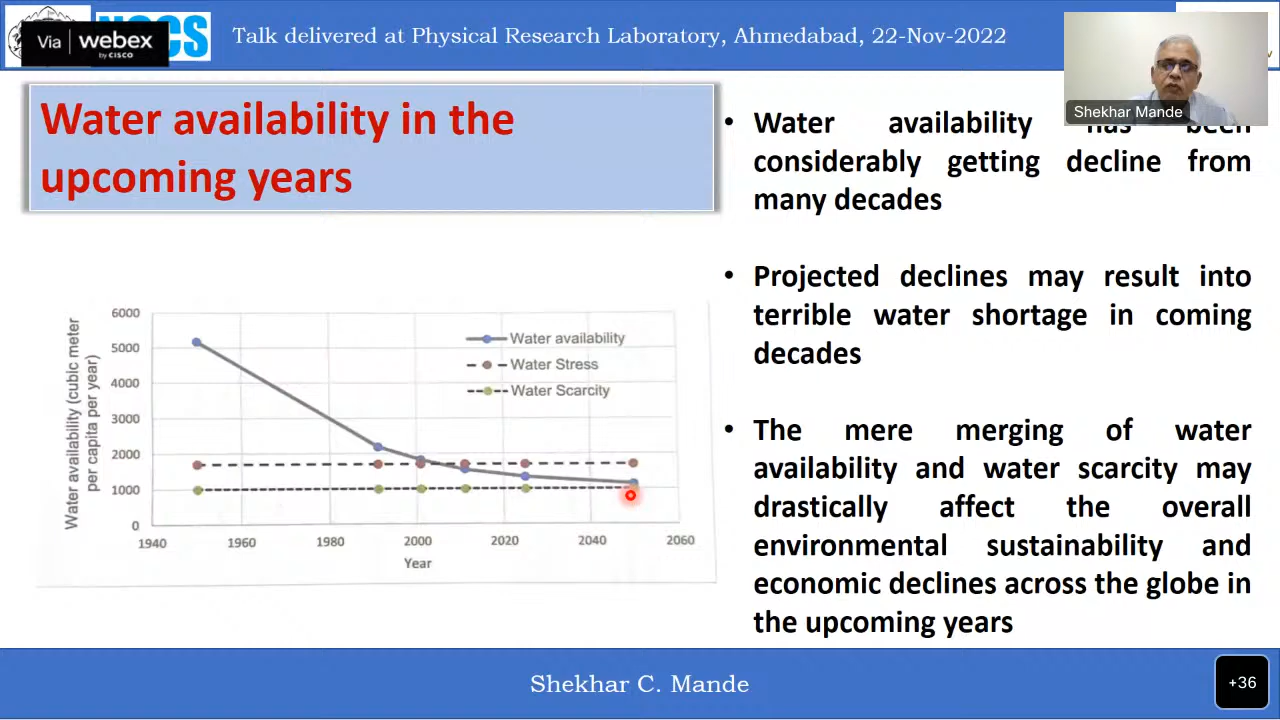 Via webex
by CISCO
CS
Talk delivered at Physical Research Laboratory, Ahmedabad, 22-Nov-2022
Shekhar Mande
Water availability in the
upcoming years
• Water availability has been
considerably getting decline from
many decades
• Projected declines may result into
terrible water shortage in coming
decades
• The mere merging of water
availability and water scarcity may
drastically affect the overall
environmental sustainability and
economic declines across the globe in
the upcoming years
Water availability (cubic meter
per capita per year)
6000
5000
4000
3000
2000
1000
0
1940 1960 1980 2000 2020 2040 2060
Year
Water availability
Water Stress
Water Scarcity
Shekhar C. Mande
+36